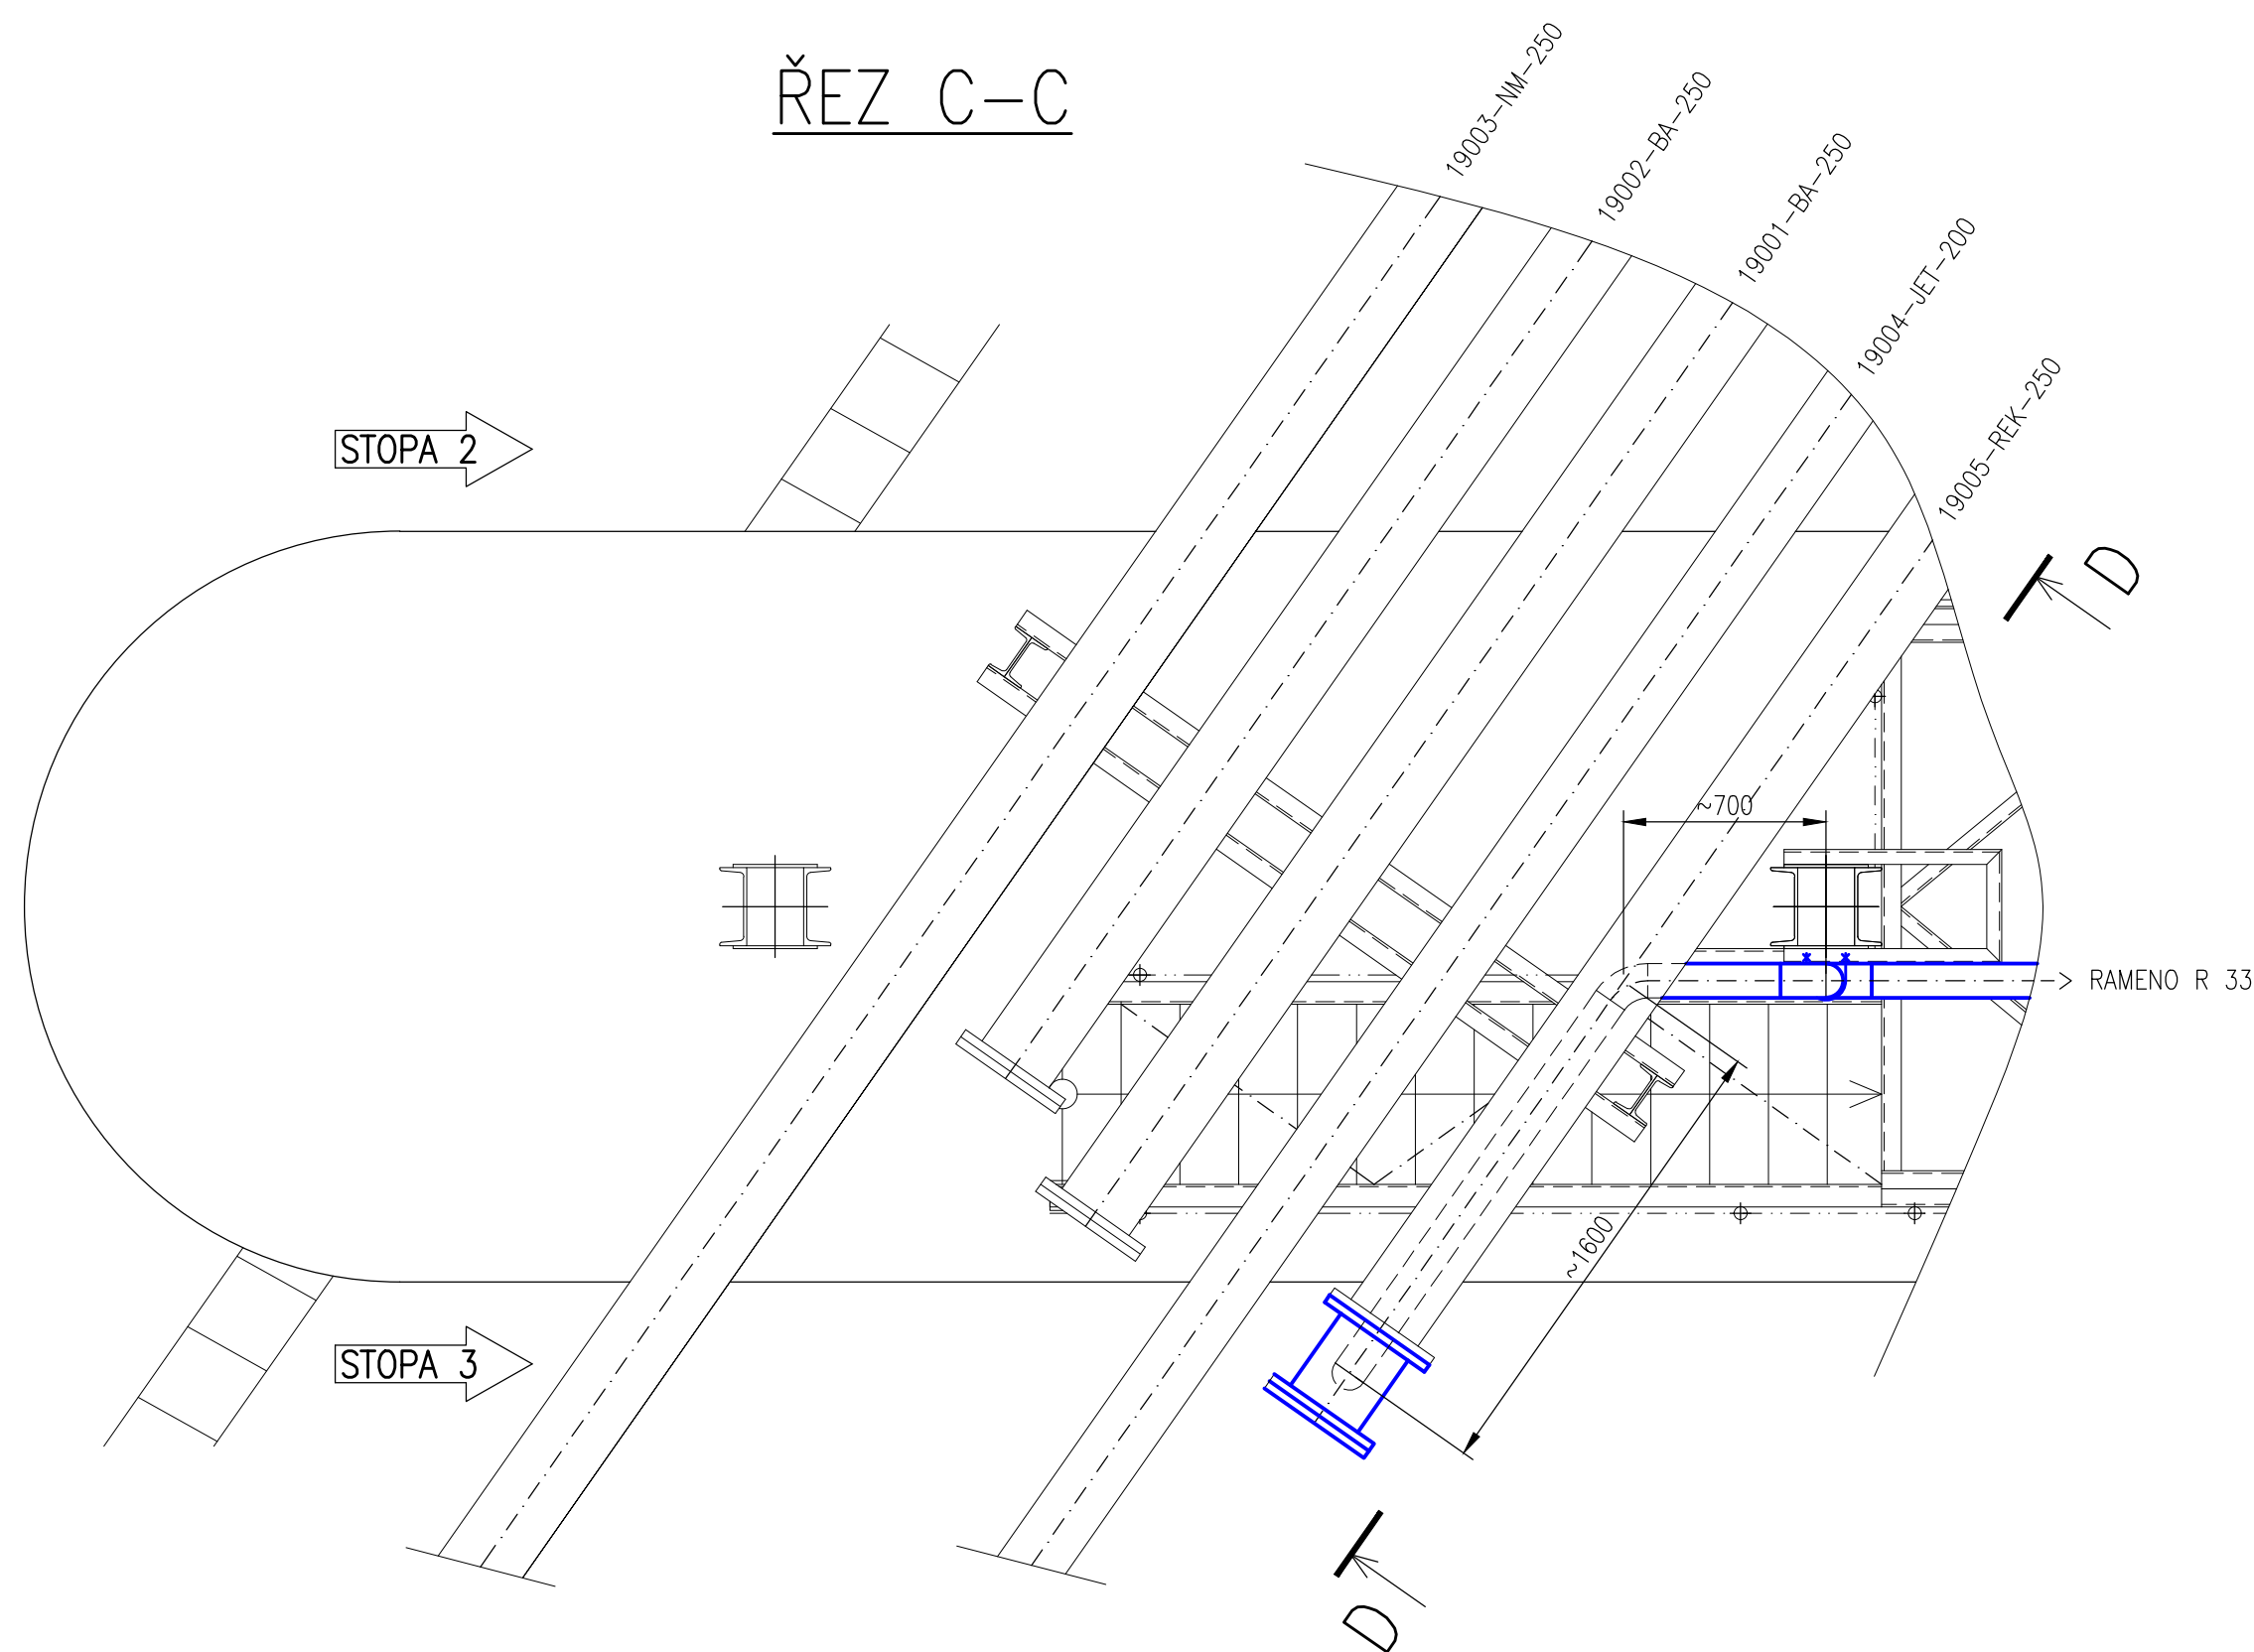 ŘEZ C-C
19003-NM-250
19002-BA-250
19001-BA-250
19004-JET-200
19005-REK-250
STOPA 2
D
~700
RAMENO R 33
~1600
STOPA 3
D